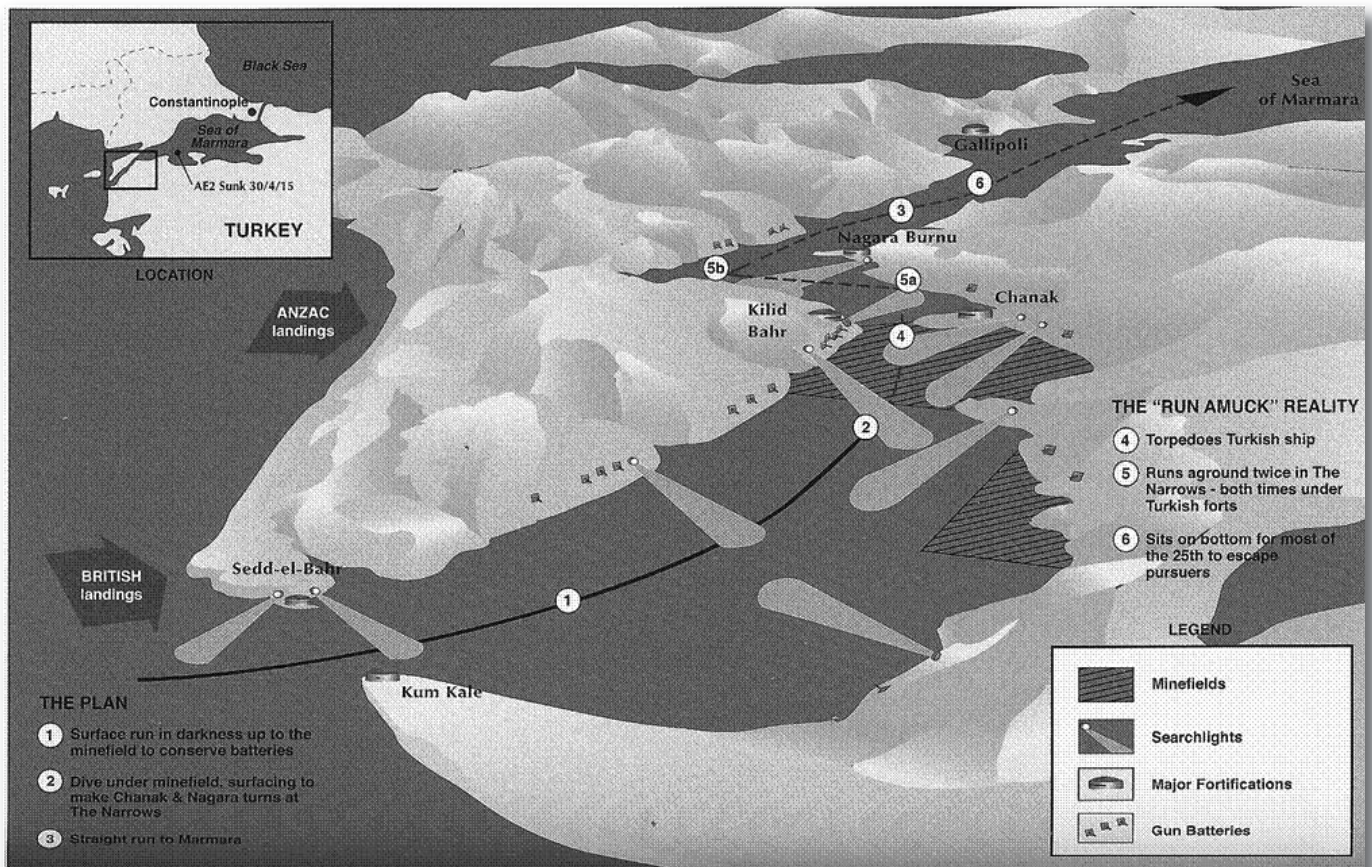 Black Sea
Constantinople
Sea of
Marmara
AE2 Sunk 30/4/15
TURKEY
LOCATION
Sea
of Marmara
Gallipoli
6
3
Nagara Burnu
5b
5a
ANZAC
landings
Kilid
Bahr
Chanak
4
2
THE "RUN AMUCK" REALITY
4 Torpedoes Turkish ship
5 Runs aground twice in The
Narrows - both times under
Turkish forts
6 Sits on bottom for most of
the 25th to escape
pursuers
BRITISH
landings
Sedd-el-Bahr
1
Kum Kale
THE PLAN
1 Surface run in darkness up to the
minefield to conserve batteries
2 Dive under minefield, surfacing to
make Chanak & Nagara turns at
The Narrows
3 Straight run to Marmara
LEGEND
Minefields
Searchlights
Major Fortifications
Gun Batteries